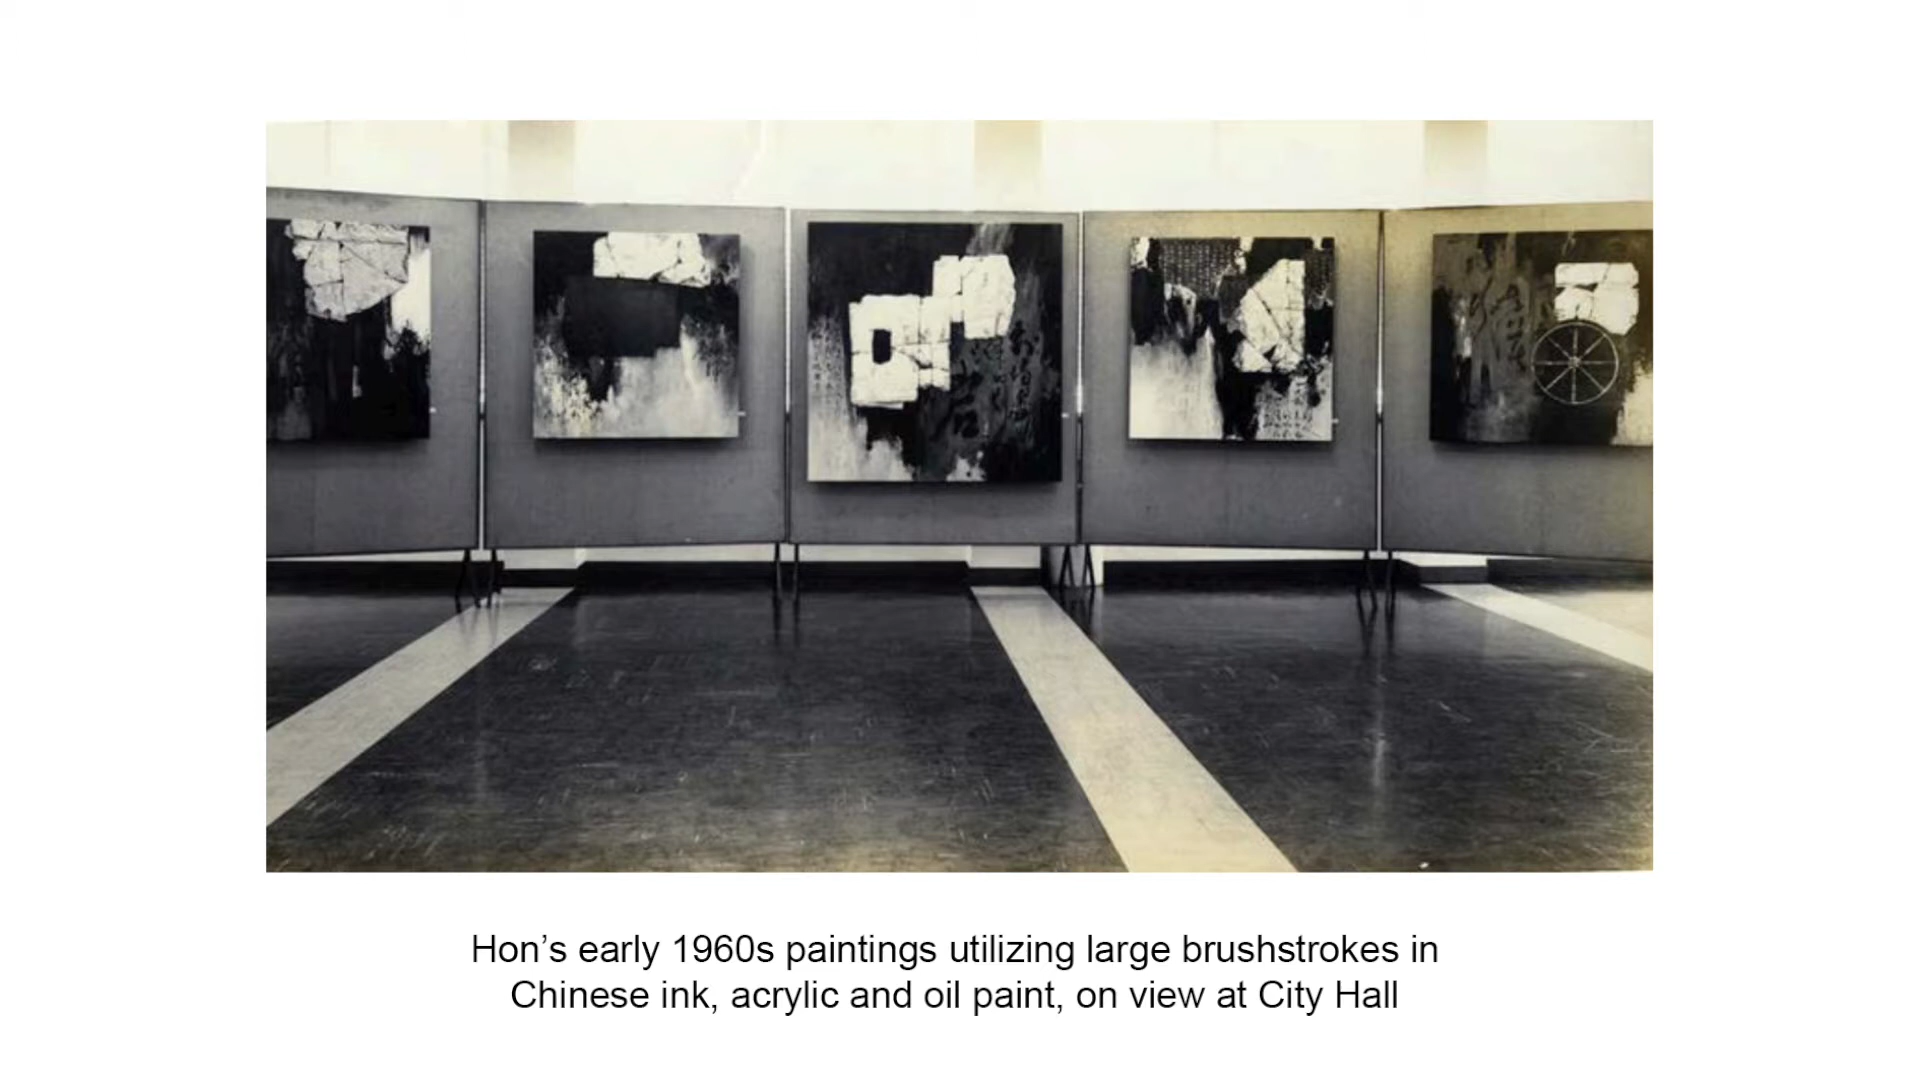 Hon’s early 1960s paintings utilizing large brushstrokes in
Chinese ink, acrylic and oil paint, on view at City Hall